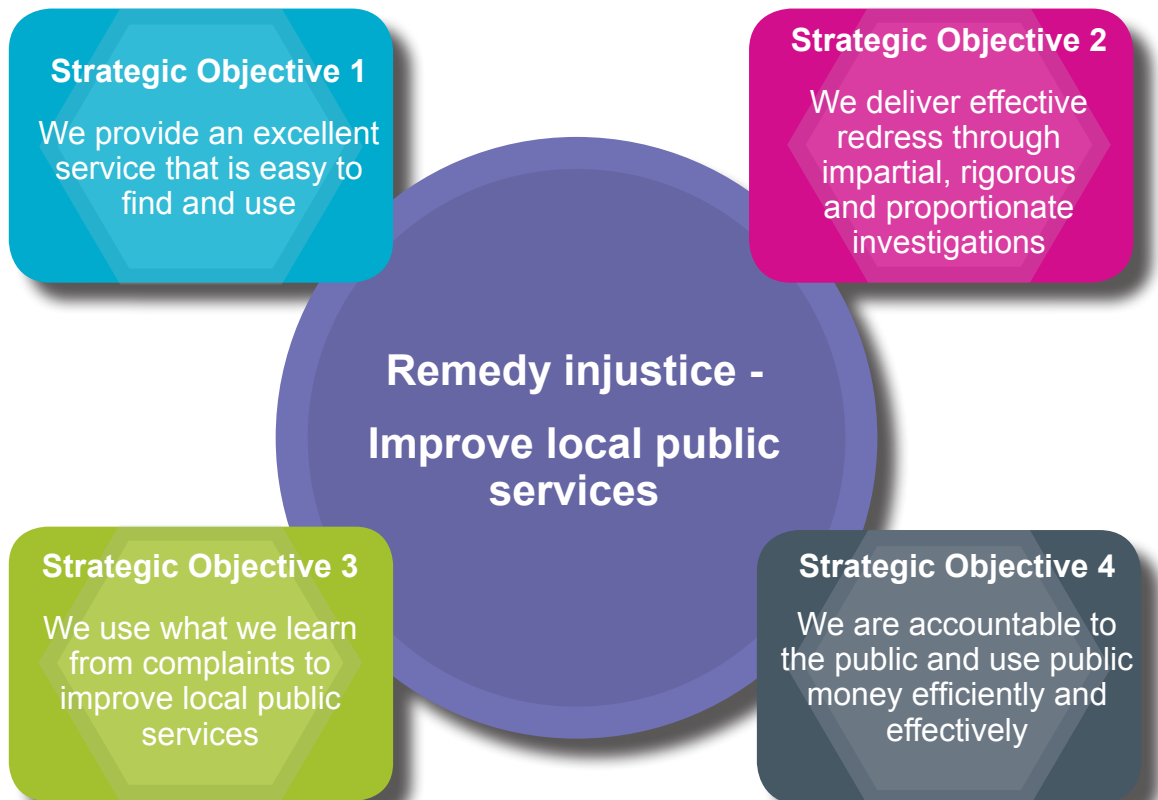 Strategic Objective 1
We provide an excellent
service that is easy to
find and use
Strategic Objective 2
We deliver effective
redress through
impartial, rigorous
and proportionate
investigations
Remedy injustice -
Improve local public
services
Strategic Objective 3
We use what we learn
from complaints to
improve local public
services
Strategic Objective 4
We are accountable to
the public and use public
money efficiently and
effectively